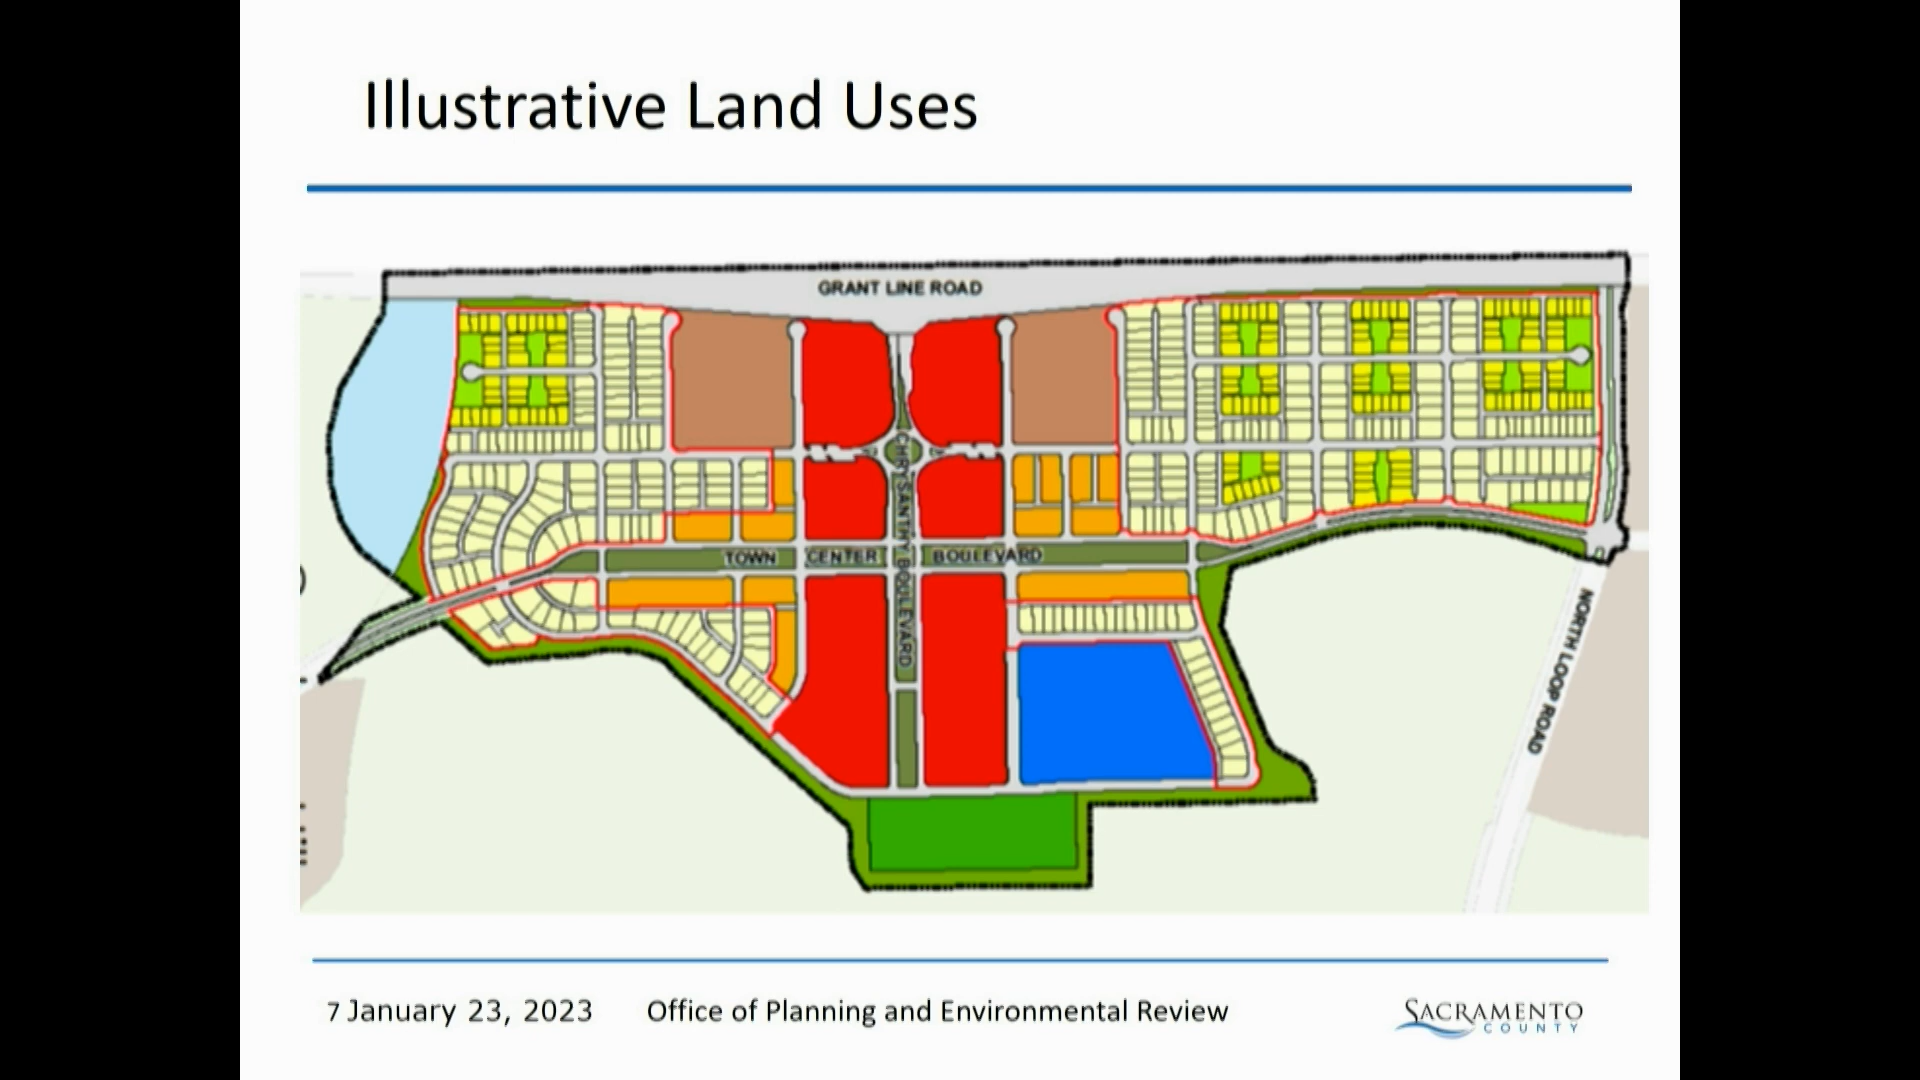 Illustrative Land Uses
GRANT LINE ROAD
CHRYSANTHY BOULEVARD
TOWN CENTER BOULEVARD
NORTH LOOP ROAD
7 January 23, 2023 Office of Planning and Environmental Review
SACRAMENTO
COUNTY